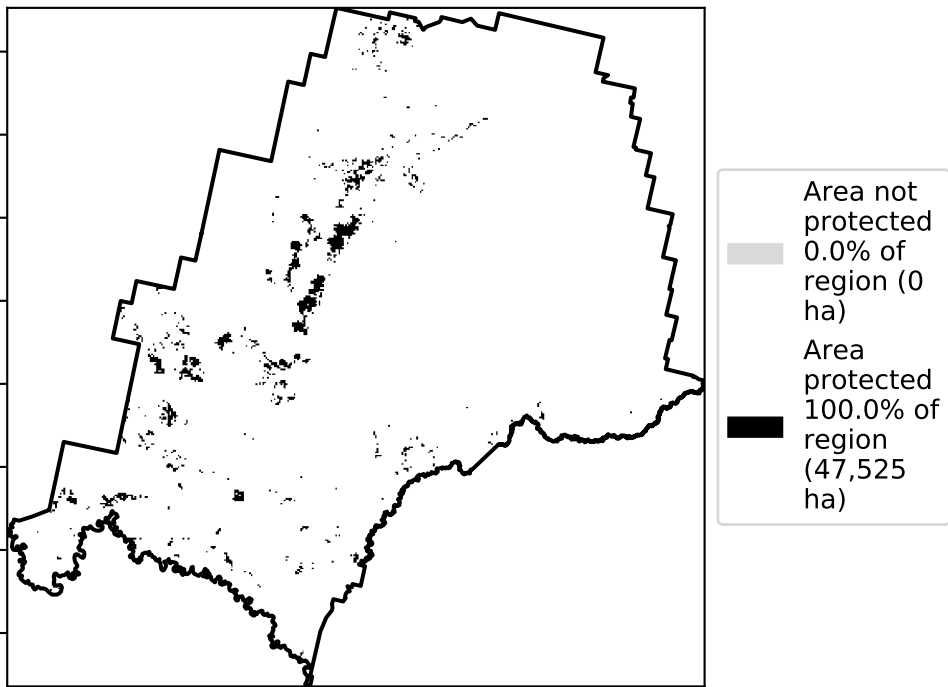 Area not
protected
0.0% of
region (0
ha)
Area
protected
100.0% of
region
(47,525
ha)